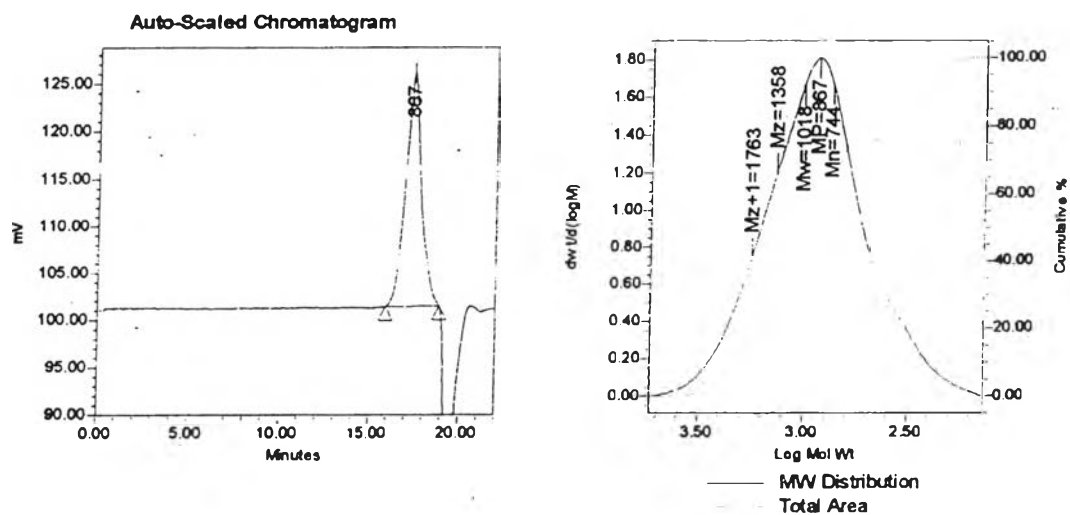 Auto-Scaled Chromatogram
125.00
120.00
115.00
110.00
105.00
100.00
95.00
90.00
mV
867
0.00
5.00
10.00
15.00
20.00
Minutes
1.80
1.60
1.40
1.20
1.00
0.80
0.60
0.40
0.20
0.00
dwt/d(logM)
Mz+1=1763
Mz=1358
Mw=1018
MP=867
Mn=744
100.00
80.00
60.00
40.00
20.00
0.00
Cumulative %
3.50
3.00
2.50
Log Mol Wt
MW Distribution
Total Area